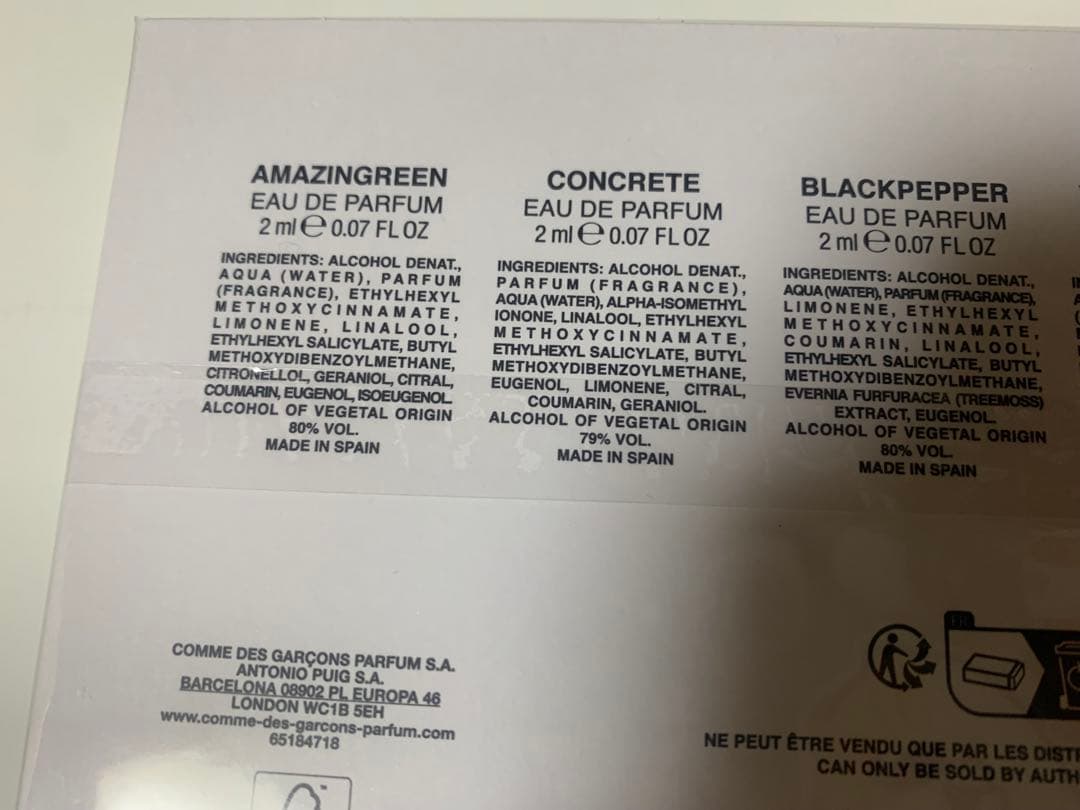 AMAZINGREEN
EAU DE PARFUM
2 ml ℮ 0.07 FL OZ
INGREDIENTS: ALCOHOL DENAT.,
AQUA (WATER), PARFUM
(FRAGRANCE), ETHYLHEXYL
METHOXYCINNAMATE,
LIMONENE, LINALOOL,
ETHYLHEXYL SALICYLATE, BUTYL
METHOXYDIBENZOYLMETHANE,
CITRONELLOL, GERANIOL, CITRAL,
COUMARIN, EUGENOL, ISOEUGENOL.
ALCOHOL OF VEGETAL ORIGIN
80% VOL.
MADE IN SPAIN
CONCRETE
EAU DE PARFUM
2 ml ℮ 0.07 FL OZ
INGREDIENTS: ALCOHOL DENAT.,
PARFUM (FRAGRANCE),
AQUA (WATER), ALPHA-ISOMETHYL
IONONE, LINALOOL, ETHYLHEXYL
METHOXYCINNAMATE,
ETHYLHEXYL SALICYLATE, BUTYL
METHOXYDIBENZOYLMETHANE,
EUGENOL, LIMONENE, CITRAL,
COUMARIN, GERANIOL.
ALCOHOL OF VEGETAL ORIGIN
79% VOL.
MADE IN SPAIN
BLACKPEPPER
EAU DE PARFUM
2 ml ℮ 0.07 FL OZ
INGREDIENTS: ALCOHOL DENAT.,
AQUA (WATER), PARFUM (FRAGRANCE),
LIMONENE, ETHYLHEXYL
METHOXYCINNAMATE,
COUMARIN, LINALOOL,
ETHYLHEXYL SALICYLATE, BUTYL
METHOXYDIBENZOYLMETHANE,
EVERNIA FURFURACEA (TREEMOSS)
EXTRACT, EUGENOL.
ALCOHOL OF VEGETAL ORIGIN
80% VOL.
MADE IN SPAIN
COMME DES GARÇONS PARFUM S.A.
ANTONIO PUIG S.A.
BARCELONA 08902 PL EUROPA 46
LONDON WC1B 5EH
www.comme-des-garcons-parfum.com
65184718
FR
NE PEUT ÊTRE VENDU QUE PAR LES DISTR
CAN ONLY BE SOLD BY AUTH